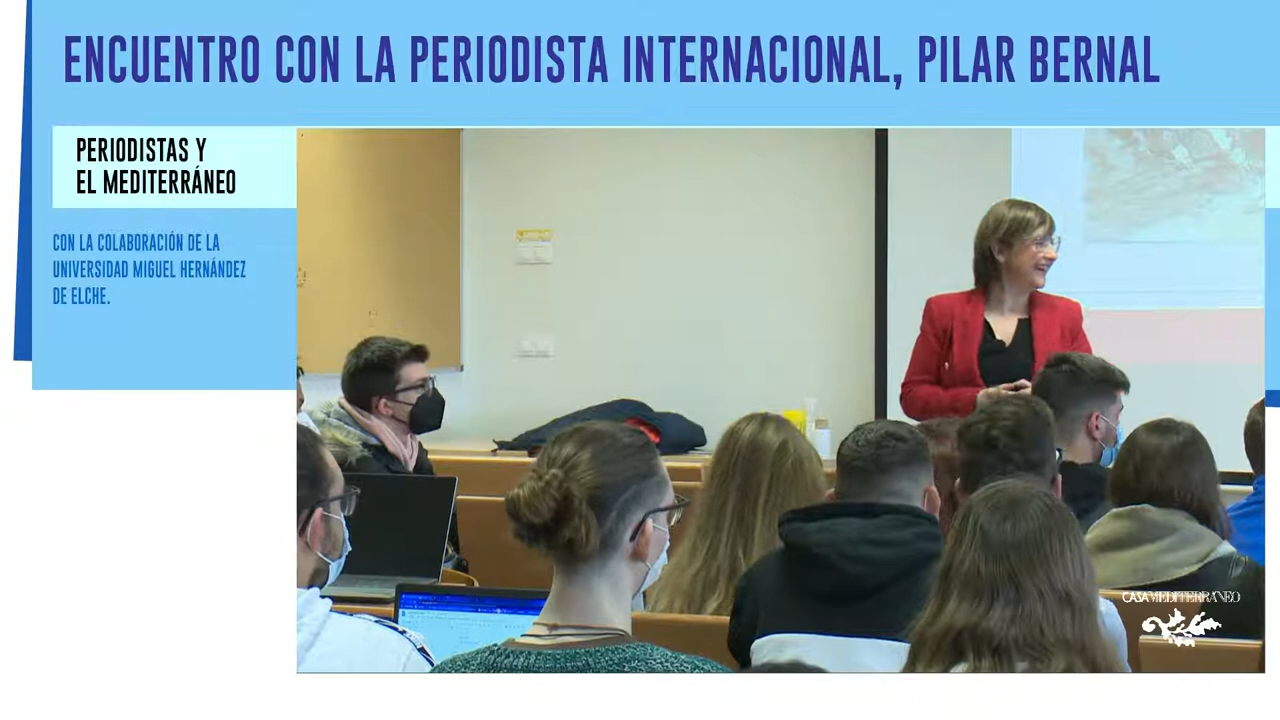 ENCUENTRO CON LA PERIODISTA INTERNACIONAL, PILAR BERNAL
PERIODISTAS Y
EL MEDITERRÁNEO
CON LA COLABORACIÓN DE LA
UNIVERSIDAD MIGUEL HERNÁNDEZ
DE ELCHE.
CASA MEDITERRÁNEO